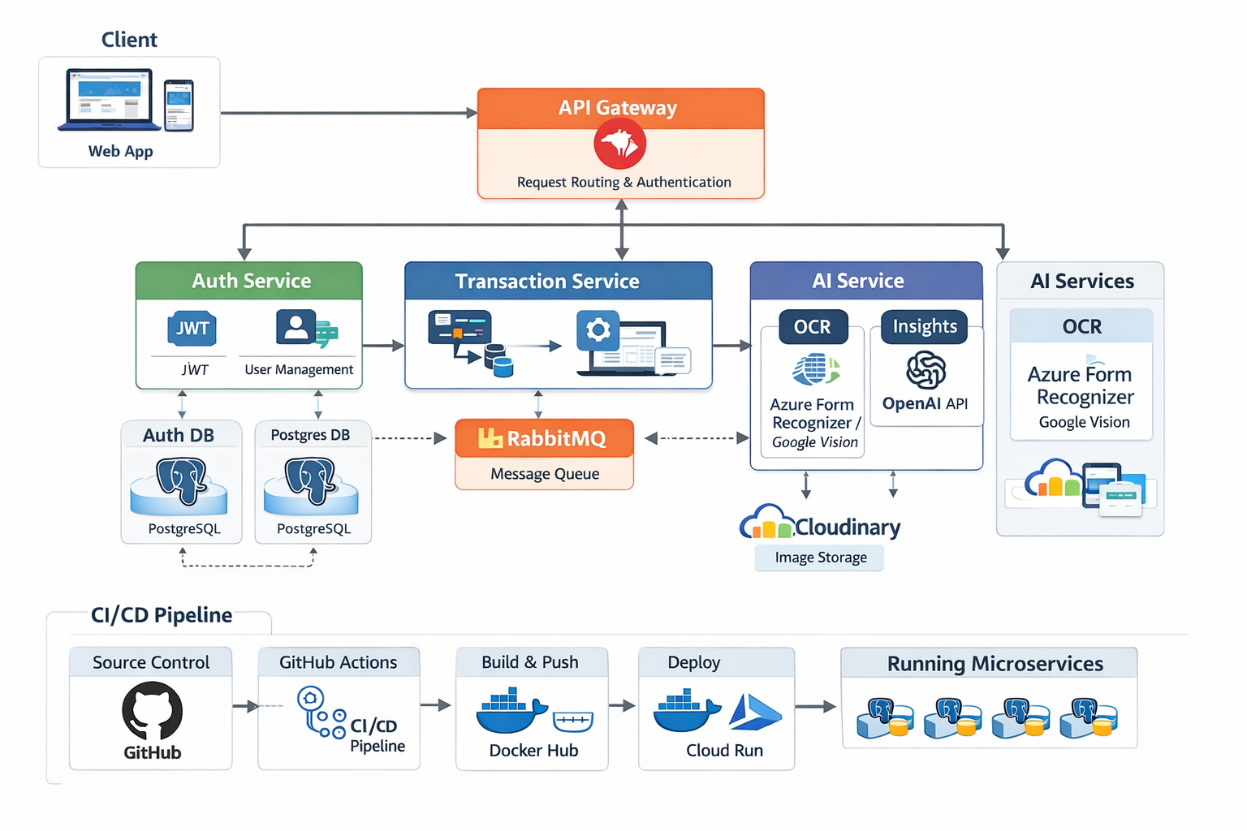 Client
Web App
API Gateway
Request Routing & Authentication
Auth Service
JWT
JWT
User Management
Transaction Service
AI Service
OCR
Azure Form
Recognizer /
Google Vision
Insights
OpenAI API
AI Services
OCR
Azure Form
Recognizer
Google Vision
Auth DB
PostgreSQL
Postgres DB
PostgreSQL
RabbitMQ
Message Queue
Cloudinary
Image Storage
CI/CD Pipeline
Source Control
GitHub
GitHub Actions
CI/CD
Pipeline
Build & Push
Docker Hub
Deploy
Cloud Run
Running Microservices